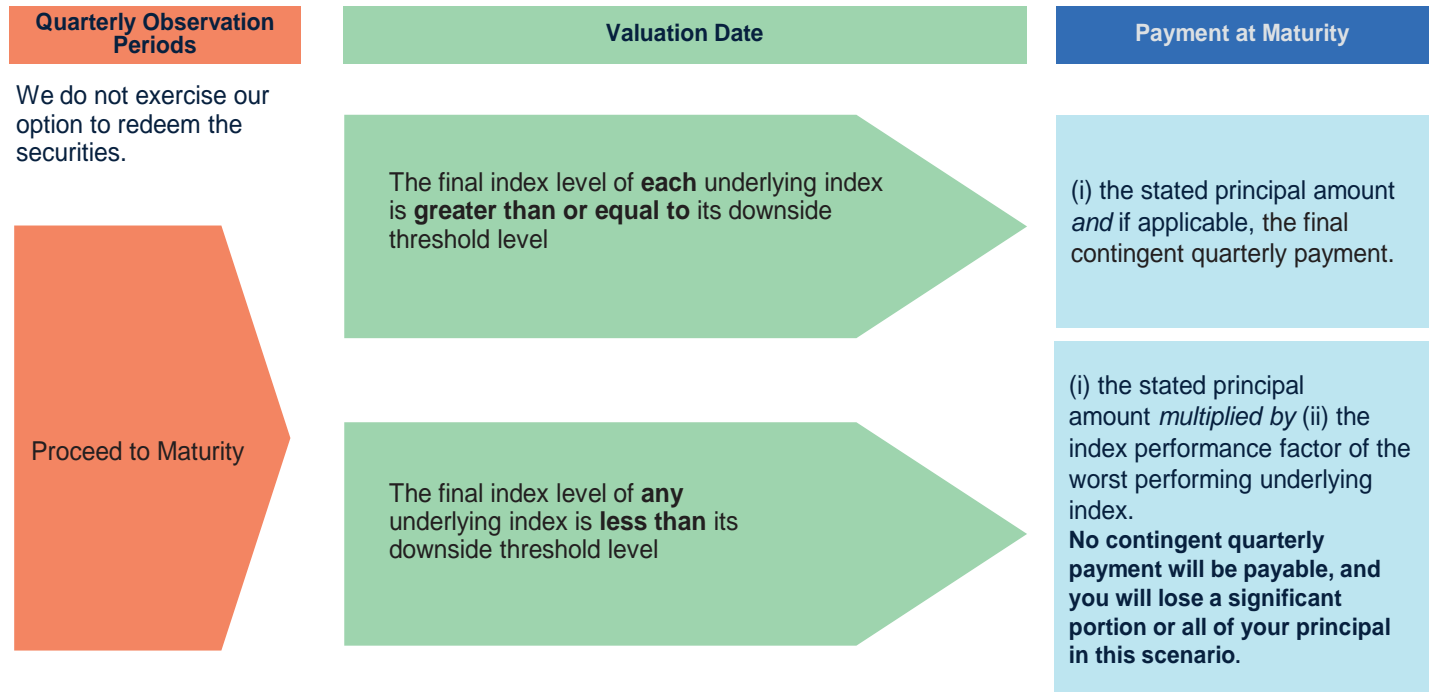 Quarterly Observation
Periods
Valuation Date
Payment at Maturity
We do not exercise our
option to redeem the
securities.
Proceed to Maturity
The final index level of each underlying index
is greater than or equal to its downside
threshold level
(i) the stated principal amount
and if applicable, the final
contingent quarterly payment.
The final index level of any
underlying index is less than its
downside threshold level
(i) the stated principal
amount multiplied by (ii) the
index performance factor of the
worst performing underlying
index.
No contingent quarterly
payment will be payable, and
you will lose a significant
portion or all of your principal
in this scenario.